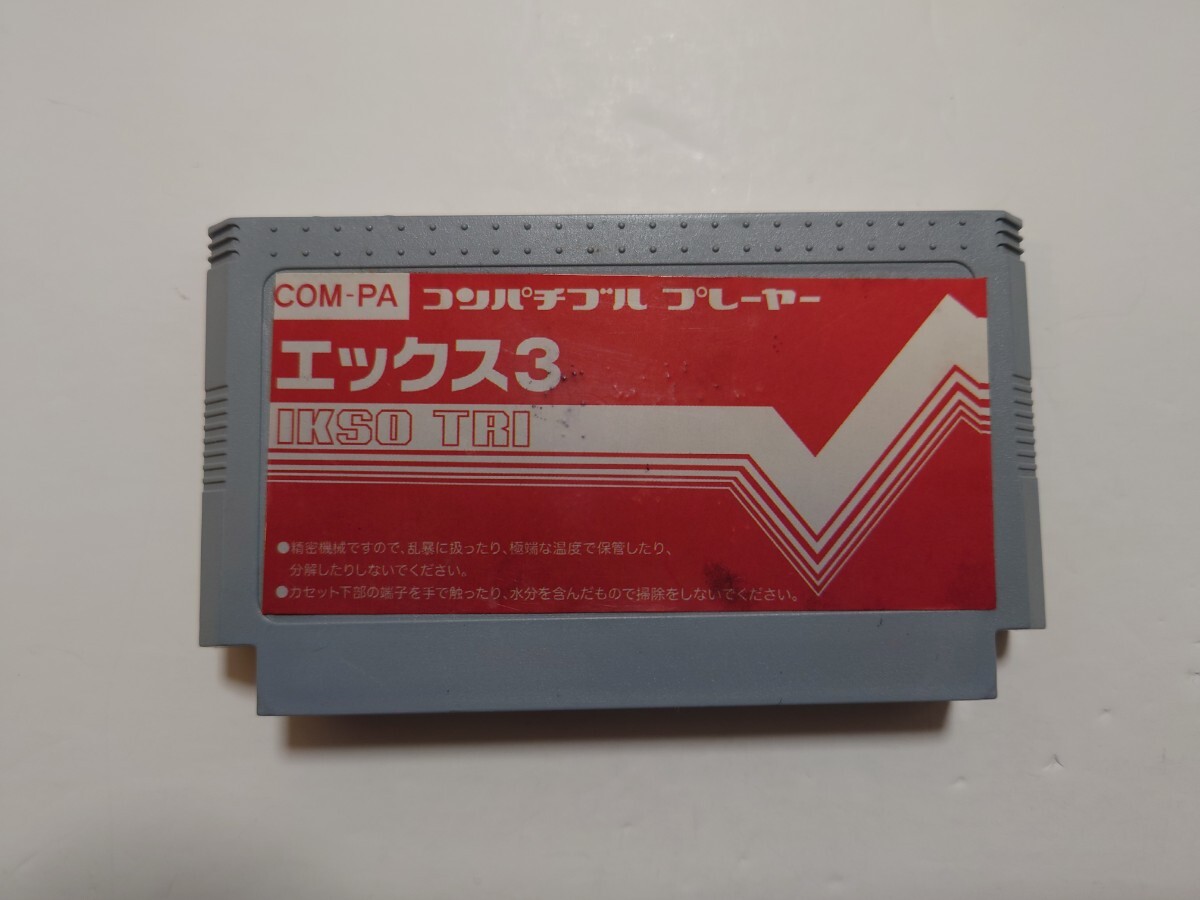 COM-PA コンパチブル プレーヤー
エックス3
IKSO TRI
●精密機械ですので、乱暴に扱ったり、極端な温度で保管したり、
分解したりしないでください。
●カセット下部の端子を手で触ったり、水分を含んだもので掃除をしないでください。